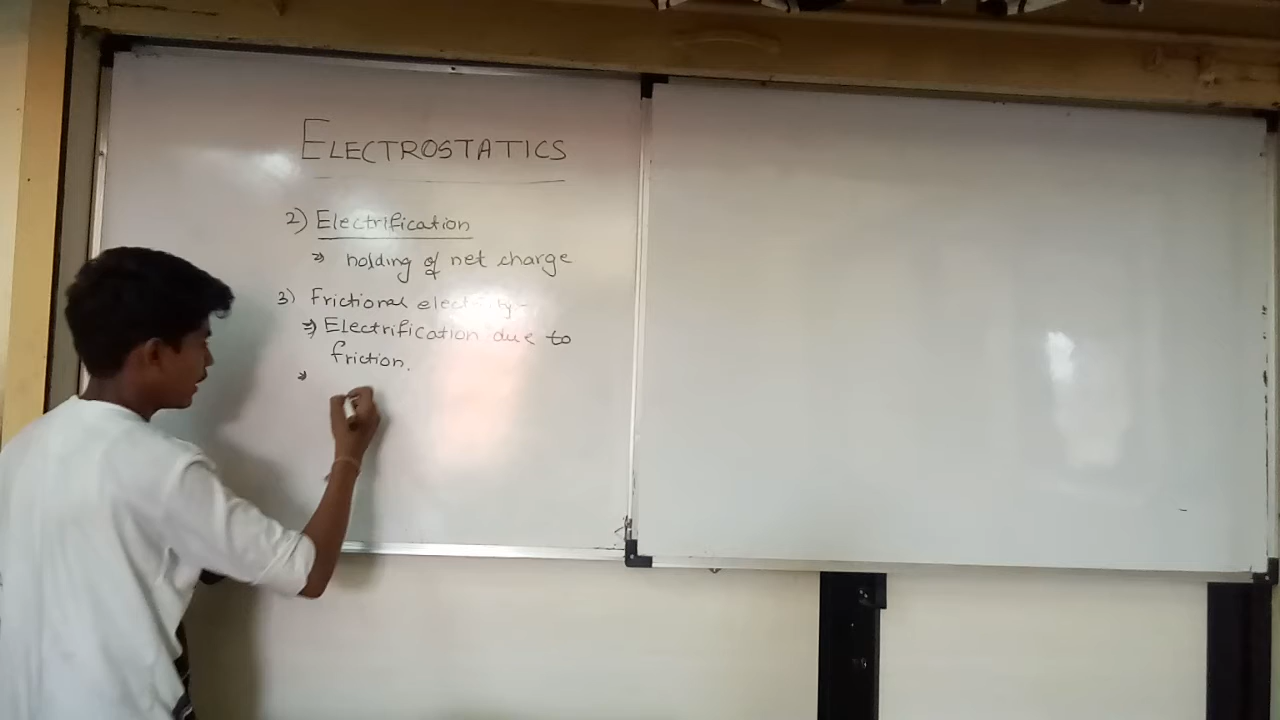 ELECTROSTATICS
2) Electrification
⇒ holding of net charge
3) Frictional electricity -
⇒ Electrification due to
friction.
⇒